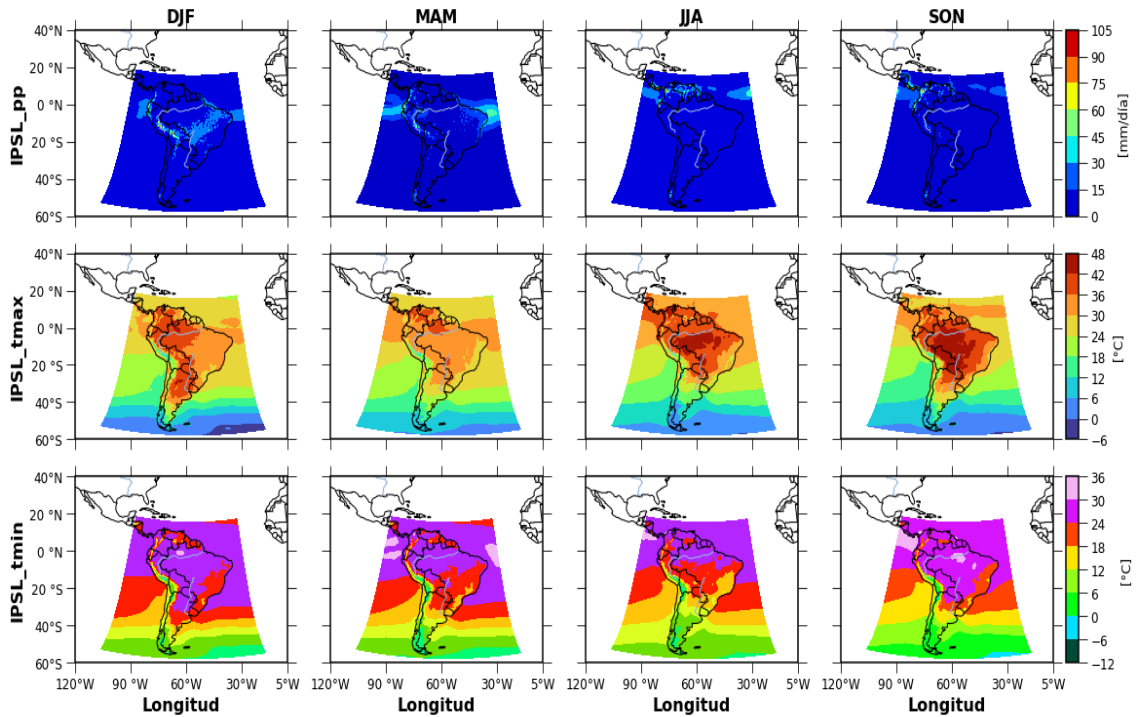 DJF MAM JJA SON
IPSL_pp
40°N
20 °N
0 °N
20 °S
40°S
60°S
105
90
75
60
45
30
15
0
[mm/día]
IPSL_tmax
40°N
20 °N
0 °N
20 °S
40°S
60°S
48
42
36
30
24
18
12
6
0
−6
[°C]
IPSL_tmin
40°N
20 °N
0 °N
20 °S
40°S
60°S
36
30
24
18
12
6
0
−6
−12
[°C]
120°W 90 °W 60°W 30°W 5°W 120°W 90 °W 60°W 30°W 5°W 120°W 90 °W 60°W 30°W 5°W 120°W 90 °W 60°W 30°W 5°W
Longitud Longitud Longitud Longitud